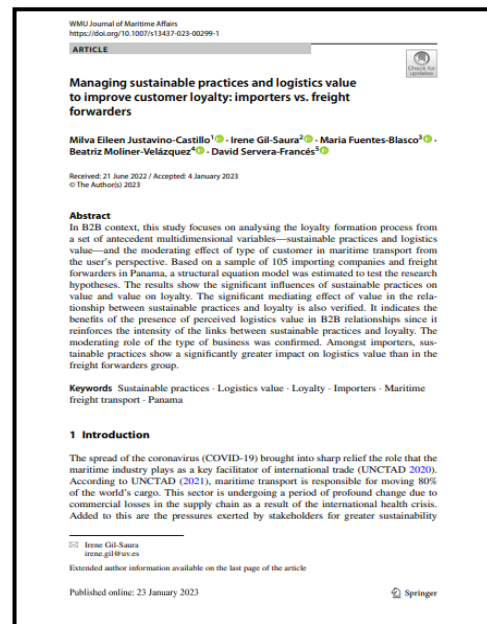 WMU Journal of Maritime Affairs
https://doi.org/10.1007/s13437-023-00299-1
ARTICLE
Check for
updates
Managing sustainable practices and logistics value
to improve customer loyalty: importers vs. freight
forwarders
Milva Eileen Justavino-Castillo1 · Irene Gil-Saura2 · Maria Fuentes-Blasco3 ·
Beatriz Moliner-Velázquez4 · David Servera-Francés5
Received: 21 June 2022 / Accepted: 4 January 2023
© The Author(s) 2023
Abstract
In B2B context, this study focuses on analysing the loyalty formation process from
a set of antecedent multidimensional variables—sustainable practices and logistics
value—and the moderating effect of type of customer in maritime transport from
the user's perspective. Based on a sample of 105 importing companies and freight
forwarders in Panama, a structural equation model was estimated to test the research
hypotheses. The results show the significant influences of sustainable practices on
value and value on loyalty. The significant mediating effect of value in the rela-
tionship between sustainable practices and loyalty is also verified. It indicates the
benefits of the presence of perceived logistics value in B2B relationships since it
reinforces the intensity of the links between sustainable practices and loyalty. The
moderating role of the type of business was confirmed. Amongst importers, sus-
tainable practices show a significantly greater impact on logistics value than in the
freight forwarders group.
Keywords Sustainable practices · Logistics value · Loyalty · Importers · Maritime
freight transport · Panama
1 Introduction
The spread of the coronavirus (COVID-19) brought into sharp relief the role that the
maritime industry plays as a key facilitator of international trade (UNCTAD 2020).
According to UNCTAD (2021), maritime transport is responsible for moving 80%
of the world's cargo. This sector is undergoing a period of profound change due to
commercial losses in the supply chain as a result of the international health crisis.
Added to this are the pressures exerted by stakeholders for greater sustainability
Irene Gil-Saura
irene.gil@uv.es
Extended author information available on the last page of the article
Published online: 23 January 2023
Springer